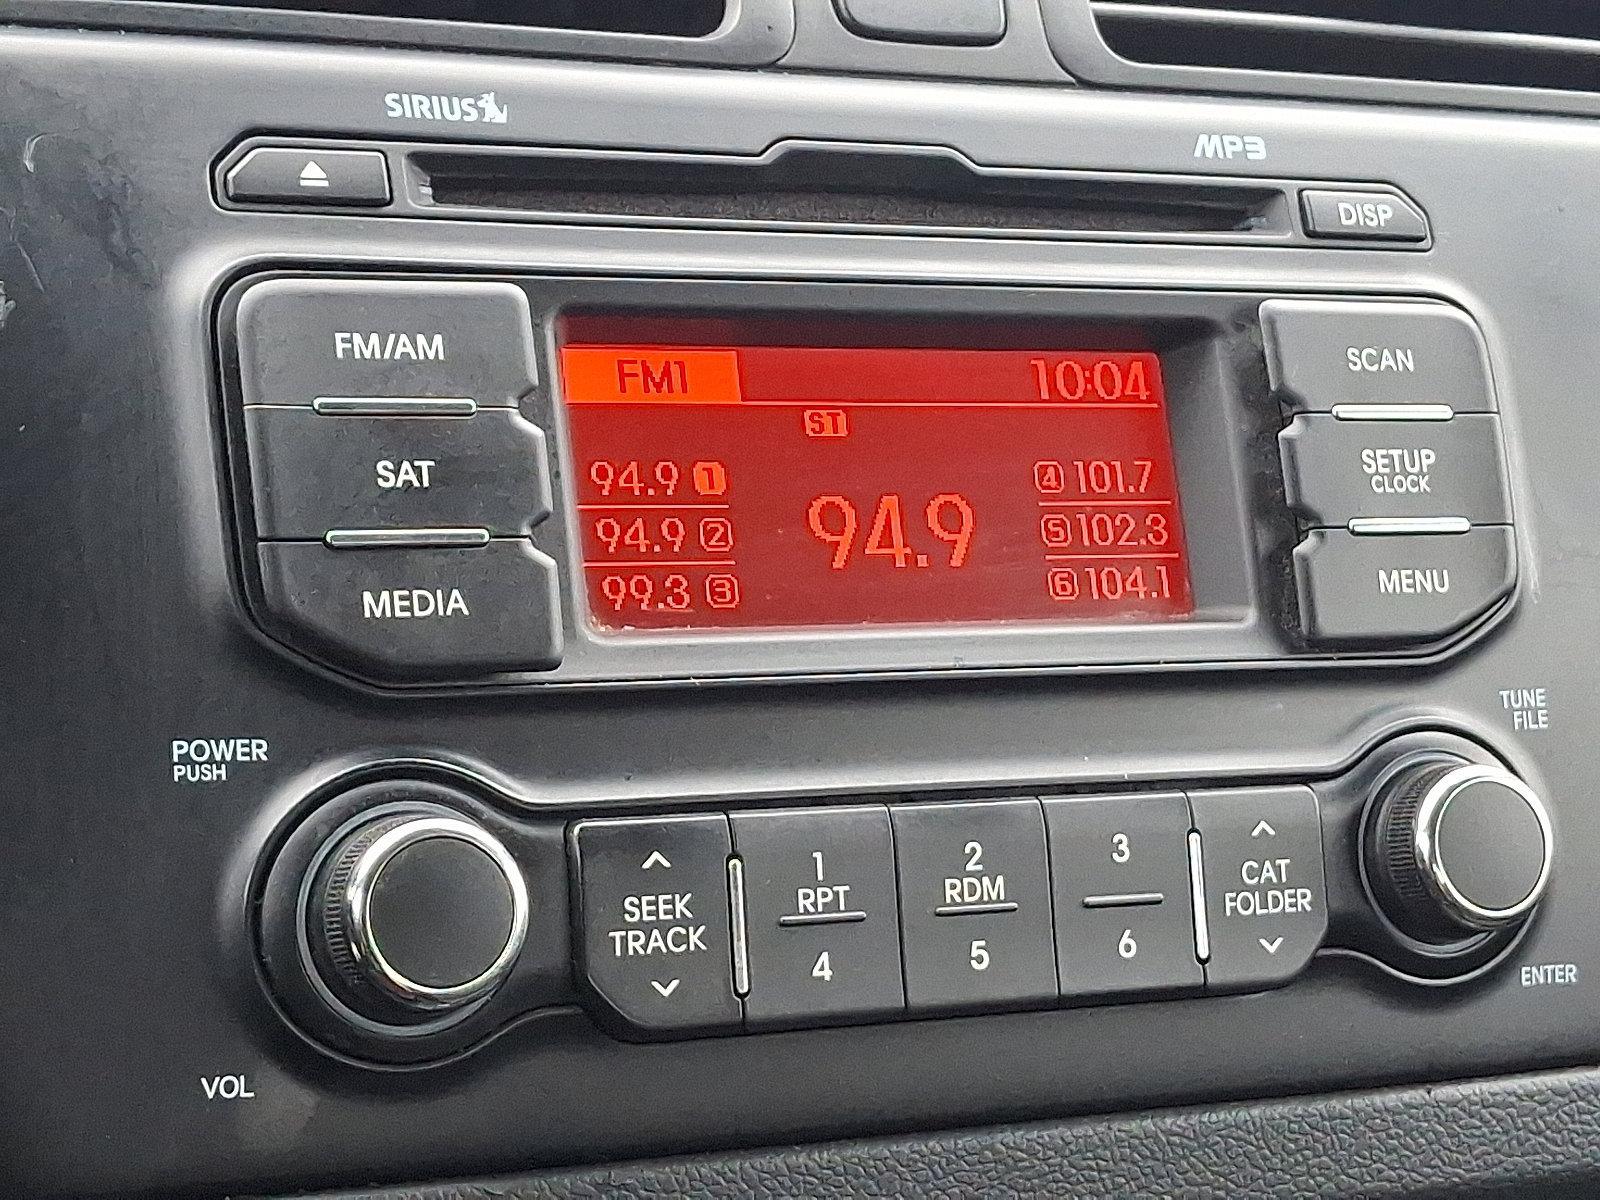 SIRIUS
MP3
DISP
FM/AM
SAT
MEDIA
FM1 10:04
ST
94.9 1
94.9 2
99.3 3
94.9
4 101.7
5 102.3
6 104.1
SCAN
SETUP
CLOCK
MENU
POWER
PUSH
VOL
SEEK
TRACK
1
RPT
4
2
RDM
5
3
6
CAT
FOLDER
TUNE
FILE
ENTER